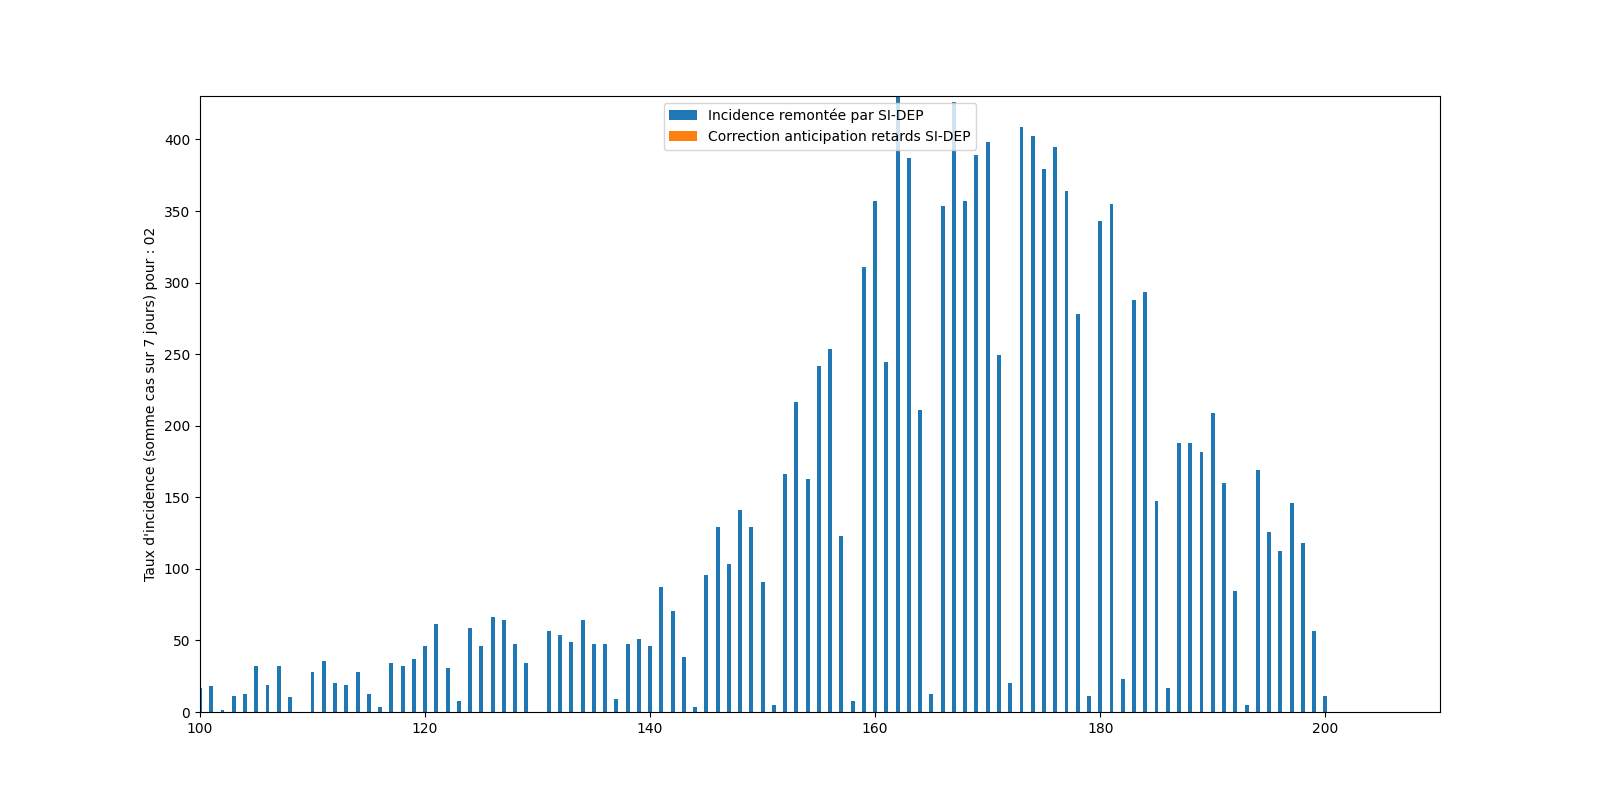 Incidence remontée par SI-DEP
Correction anticipation retards SI-DEP
Taux d'incidence (somme cas sur 7 jours) pour : 02
400
350
300
250
200
150
100
50
0
100 120 140 160 180 200